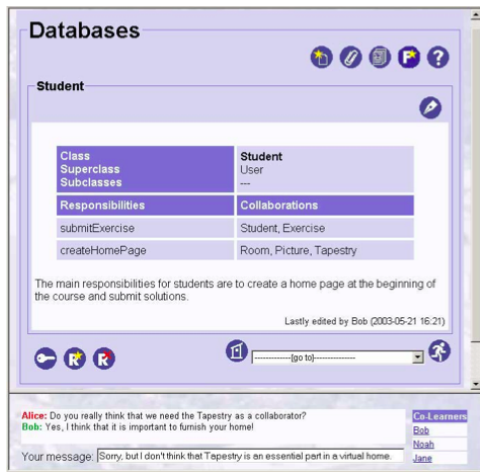 Databases
Student
Class Student
Superclass User
Subclasses ---
Responsibilities Collaborations
submitExercise Student, Exercise
createHomePage Room, Picture, Tapestry
The main responsibilities for students are to create a home page at the beginning of
the course and submit solutions.
Lastly edited by Bob (2003-05-21 16:21)
--------------|go to|--------------
Alice: Do you really think that we need the Tapestry as a collaborator?
Bob: Yes, I think that it is important to furnish your home!
Your message: Sorry, but I don't think that Tapestry is an essential part in a virtual home.
Co-Learners
Bob
Noah
Jane